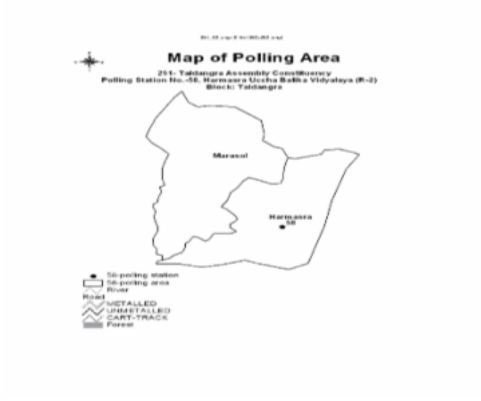 Map of Polling Area
251- Taldangra Assembly Constituency
Polling Station No.-58, Harmasra Uccha Balika Vidyalaya (R-2)
Block: Taldangra
Marasol
Harmasra
58
58-polling station
58-polling area
River
Road
METALLED
UNMETALLED
CART-TRACK
Forest